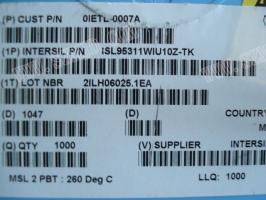 (P) CUST P/N 0IETL-0007A
(1P) INTERSIL P/N ISL95311WIU10Z-TK
(1T) LOT NBR 2ILH06025.1EA
(D) 1047 COUNTRY
(Q) QTY 1000 (V) SUPPLIER INTERSI
MSL 2 PBT : 260 Deg C LLQ: 1000